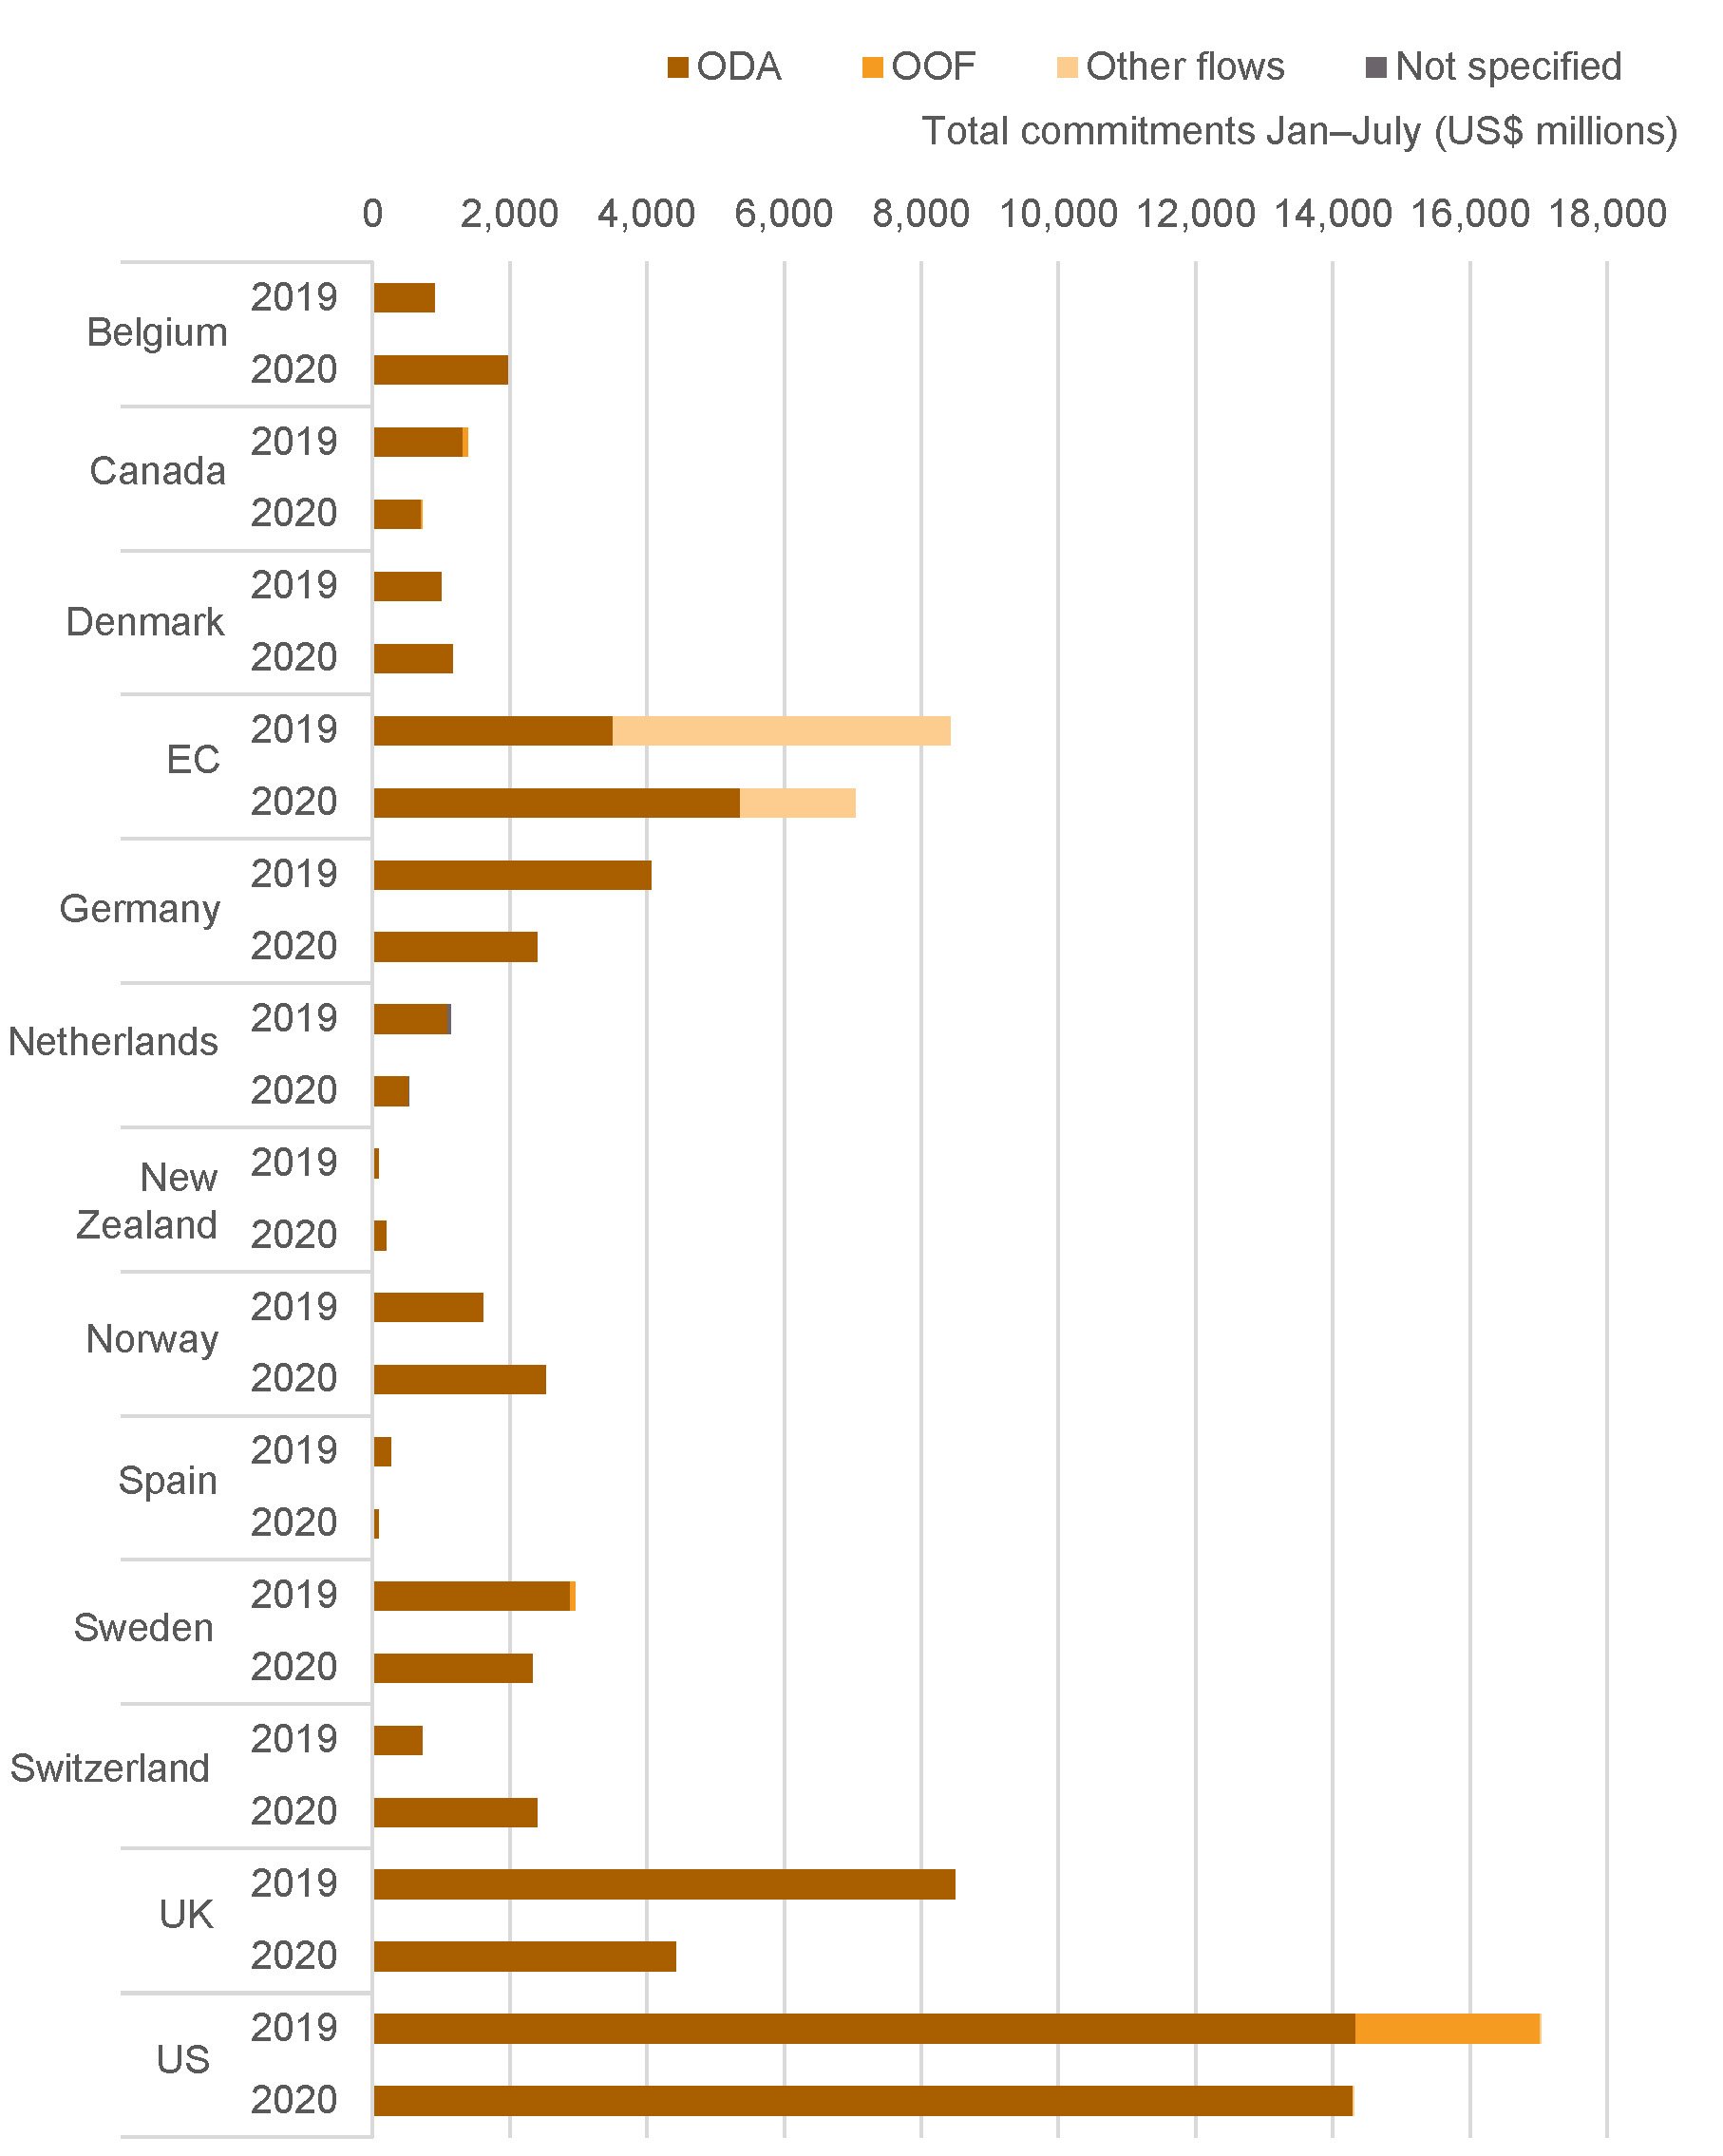 ODA OOF Other flows Not specified
Total commitments Jan–July (US$ millions)
0 2,000 4,000 6,000 8,000 10,000 12,000 14,000 16,000 18,000
Belgium
2019
2020
Canada
2019
2020
Denmark
2019
2020
EC
2019
2020
Germany
2019
2020
Netherlands
2019
2020
New
Zealand
2019
2020
Norway
2019
2020
Spain
2019
2020
Sweden
2019
2020
Switzerland
2019
2020
UK
2019
2020
US
2019
2020